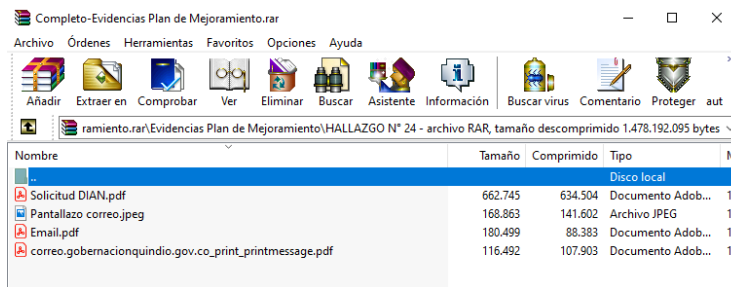 Completo-Evidencias Plan de Mejoramiento.rar
Archivo Órdenes Herramientas Favoritos Opciones Ayuda
Añadir Extraer en Comprobar Ver Eliminar Buscar Asistente Información Buscar virus Comentario Proteger aut
ramiento.rar\Evidencias Plan de Mejoramiento\HALLAZGO N° 24 - archivo RAR, tamaño descomprimido 1.478.192.095 bytes
Nombre Tamaño Comprimido Tipo
.. Disco local
Solicitud DIAN.pdf 662.745 634.504 Documento Adob...
Pantallazo correo.jpeg 168.863 141.602 Archivo JPEG
Email.pdf 180.499 88.383 Documento Adob...
correo.gobernacionquindio.gov.co_print_printmessage.pdf 116.492 107.903 Documento Adob...